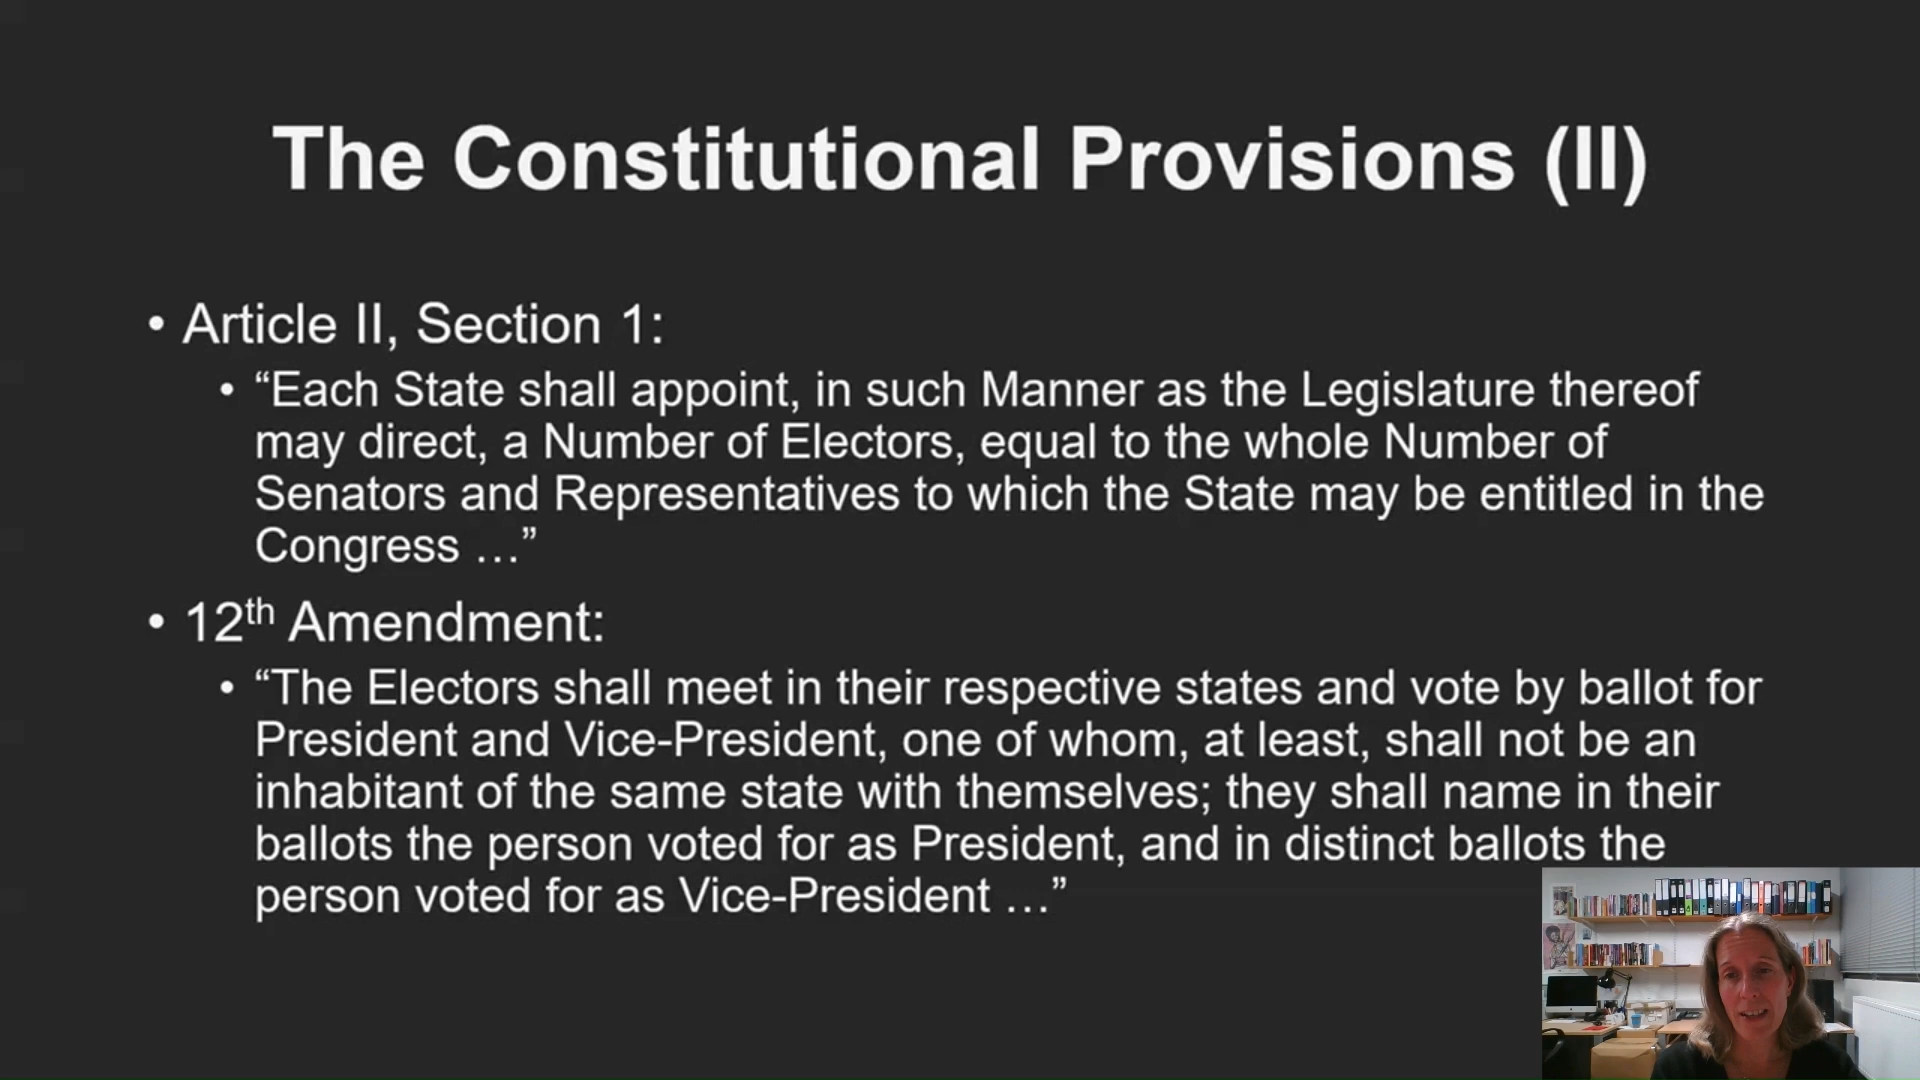 The Constitutional Provisions (II)
• Article II, Section 1:
• “Each State shall appoint, in such Manner as the Legislature thereof
may direct, a Number of Electors, equal to the whole Number of
Senators and Representatives to which the State may be entitled in the
Congress …”
• 12th Amendment:
• “The Electors shall meet in their respective states and vote by ballot for
President and Vice-President, one of whom, at least, shall not be an
inhabitant of the same state with themselves; they shall name in their
ballots the person voted for as President, and in distinct ballots the
person voted for as Vice-President …”